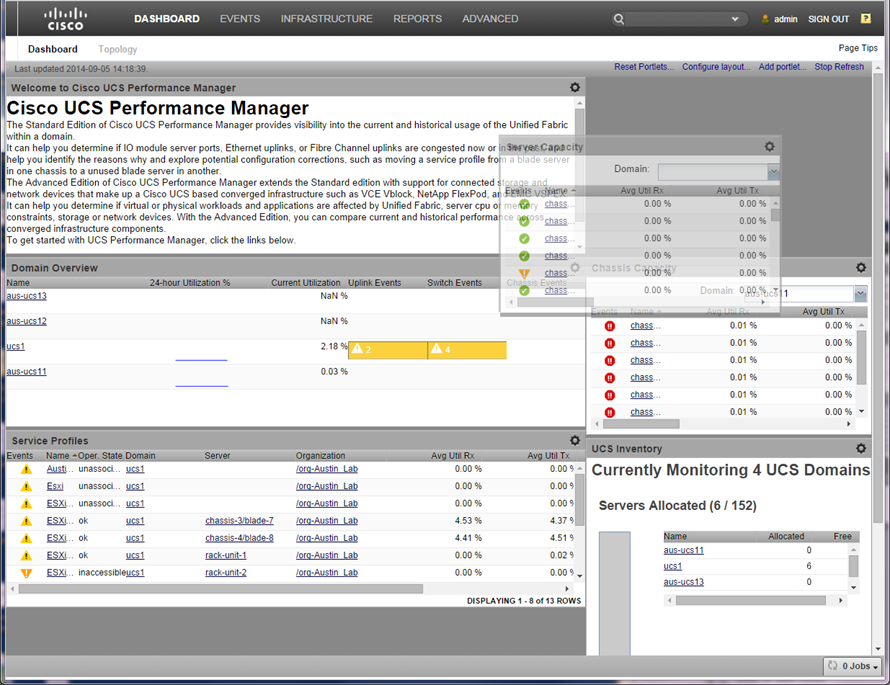 CISCO
DASHBOARD EVENTS INFRASTRUCTURE REPORTS ADVANCED
admin SIGN OUT ?
Dashboard Topology
Page Tips
Last updated 2014-09-05 14:18:39.
Reset Portlets... Configure layout... Add portlet... Stop Refresh
Welcome to Cisco UCS Performance Manager
Cisco UCS Performance Manager
The Standard Edition of Cisco UCS Performance Manager provides visibility into the current and historical usage of the Unified Fabric
within a domain.
It can help you determine if IO module server ports, Ethernet uplinks, or Fibre Channel uplinks are congested now or in the past
help you identify the reasons why and explore potential configuration corrections, such as moving a service profile from a blade server
in one chassis to a unused blade server in another.
The Advanced Edition of Cisco UCS Performance Manager extends the Standard edition with support for connected storage and
network devices that make up a Cisco UCS based converged infrastructure such as VCE Vblock, NetApp FlexPod, an
It can help you determine if virtual or physical workloads and applications are affected by Unified Fabric, server cpu or memory
constraints, storage or network devices. With the Advanced Edition, you can compare current and historical performance across
converged infrastructure components.
To get started with UCS Performance Manager, click the links below.
Server Capacity
Domain:
Events Name Avg Util Rx Avg Util Tx
chass... 0.00 % 0.00 %
chass... 0.00 % 0.00 %
chass... 0.00 % 0.00 %
chass... 0.00 % 0.00 %
chass... 0.00 % 0.00 %
chass... 0.00 % 0.00 %
Domain Overview
Name 24-hour Utilization % Current Utilization Uplink Events Switch Events Chassis Events
aus-ucs13 NaN %
aus-ucs12 NaN %
ucs1 2.18 % 2 4
aus-ucs11 0.03 %
Chassis Capacity
Domain: aus-ucs11
Events Name Avg Util Rx Avg Util Tx
chass... 0.01 % 0.00 %
chass... 0.01 % 0.00 %
chass... 0.01 % 0.00 %
chass... 0.01 % 0.00 %
chass... 0.01 % 0.00 %
chass... 0.01 % 0.00 %
Service Profiles
Events Name Oper. State Domain Server Organization Avg Util Rx Avg Util Tx
Austi... unassoci... ucs1 /org-Austin_Lab 0.00 % 0.00 %
Esxi unassoci... ucs1 /org-Austin_Lab 0.00 % 0.00 %
ESXi... unassoci... ucs1 /org-Austin_Lab 0.00 % 0.00 %
ESXi... ok ucs1 chassis-3/blade-7 /org-Austin_Lab 4.53 % 4.37 %
ESXi... ok ucs1 chassis-4/blade-8 /org-Austin_Lab 4.41 % 4.51 %
ESXi... ok ucs1 rack-unit-1 /org-Austin_Lab 0.00 % 0.02 %
ESXi... inaccessible ucs1 rack-unit-2 /org-Austin_Lab 0.00 % 0.00 %
DISPLAYING 1 - 8 of 13 ROWS
UCS Inventory
Currently Monitoring 4 UCS Domains
Servers Allocated (6 / 152)
Name Allocated Free
aus-ucs11 0
ucs1 6
aus-ucs13 0
0 Jobs